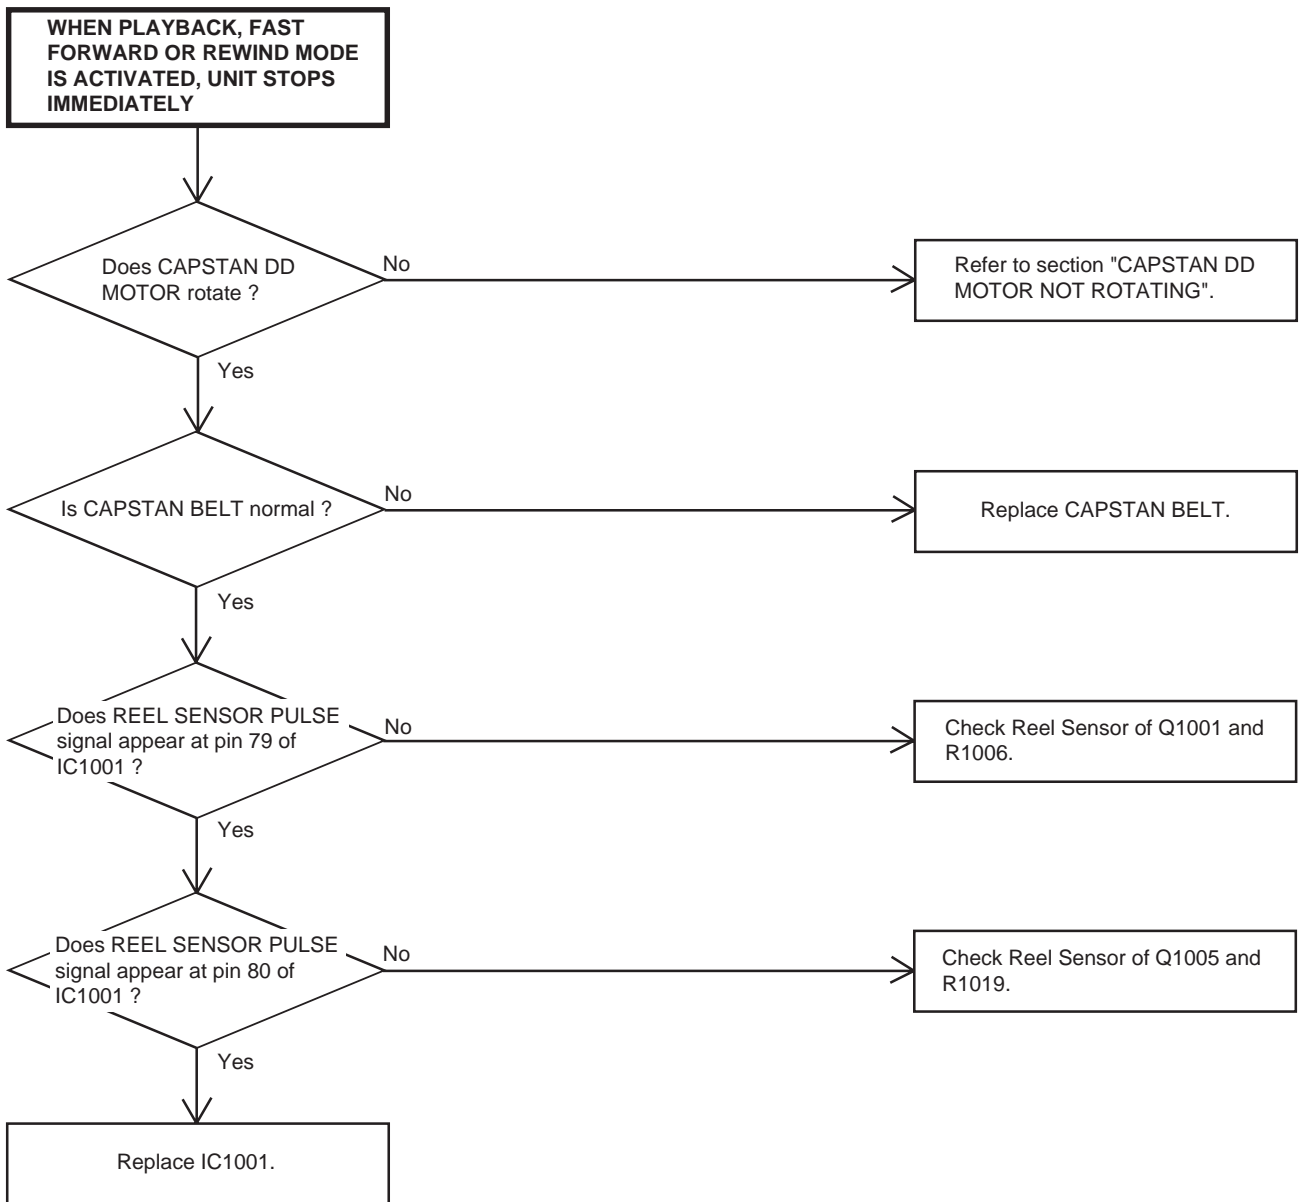 WHEN PLAYBACK, FAST
FORWARD OR REWIND MODE
IS ACTIVATED, UNIT STOPS
IMMEDIATELY
Does CAPSTAN DD
MOTOR rotate ?
No
Refer to section "CAPSTAN DD
MOTOR NOT ROTATING".
Yes
Is CAPSTAN BELT normal ?
No
Replace CAPSTAN BELT.
Yes
Does REEL SENSOR PULSE
signal appear at pin 79 of
IC1001 ?
No
Check Reel Sensor of Q1001 and
R1006.
Yes
Does REEL SENSOR PULSE
signal appear at pin 80 of
IC1001 ?
No
Check Reel Sensor of Q1005 and
R1019.
Yes
Replace IC1001.